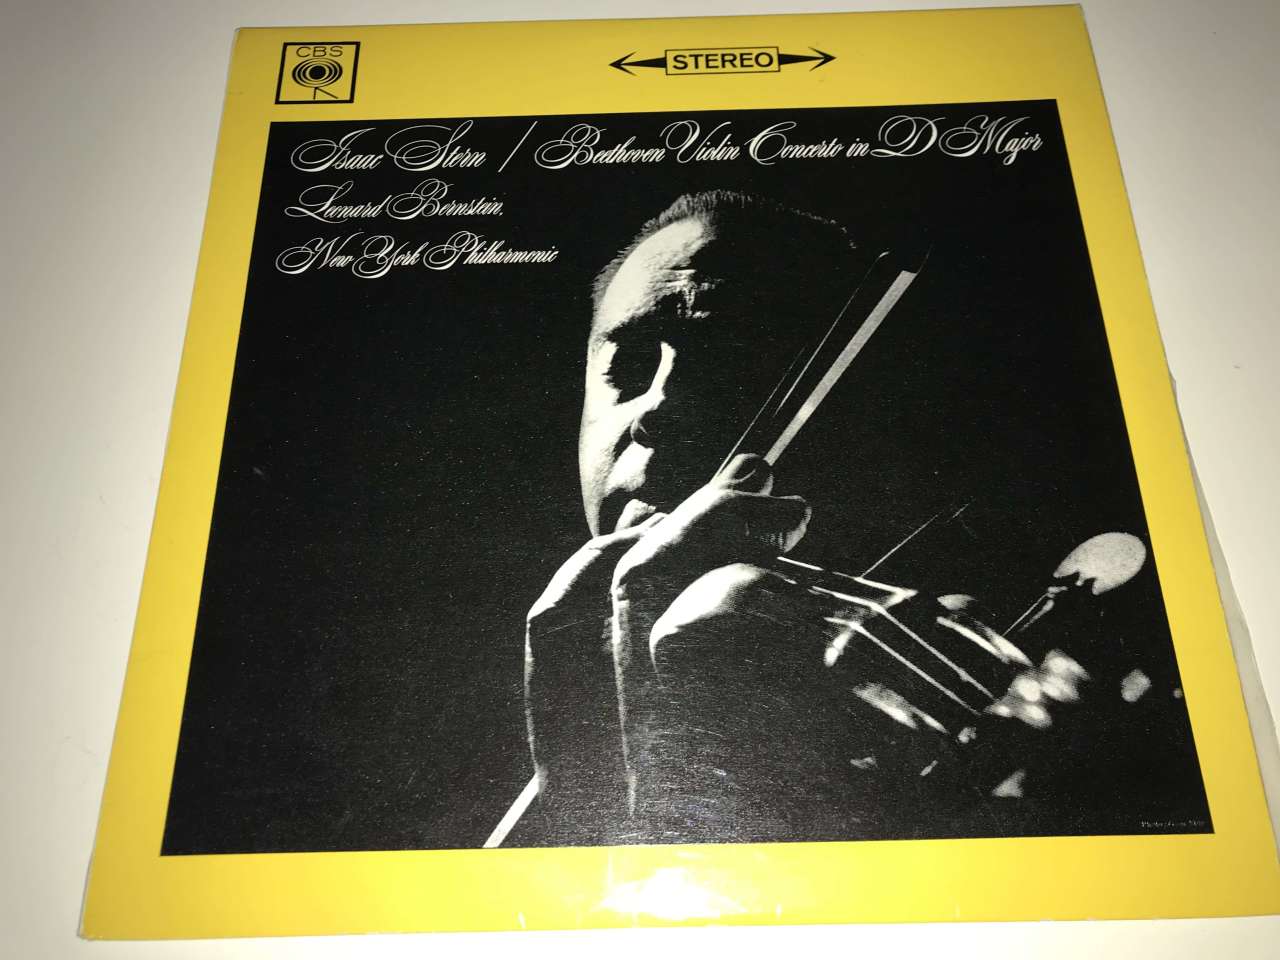 CBS
STEREO
Isaac Stern / Beethoven Violin Concerto in D Major
Leonard Bernstein,
New York Philharmonic